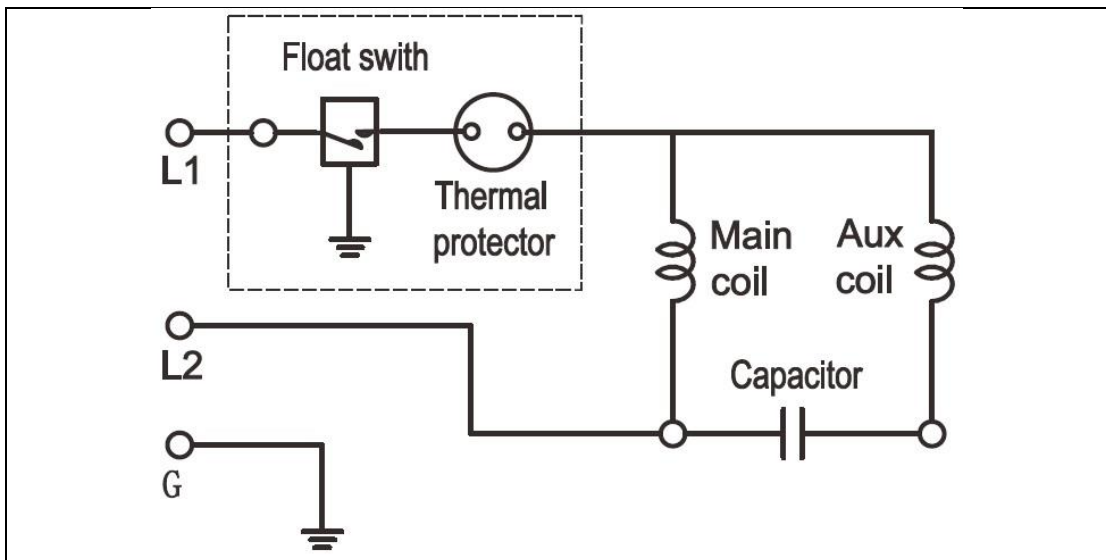 Float swith
L1
Thermal
protector
Main
coil
Aux
coil
L2
Capacitor
G